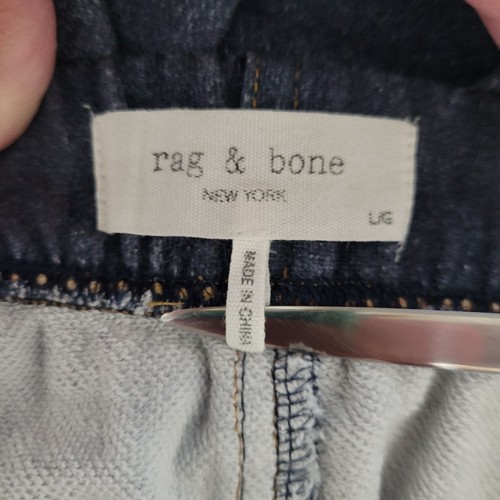 rag & bone
NEW YORK
L/G
MADE IN CHINA